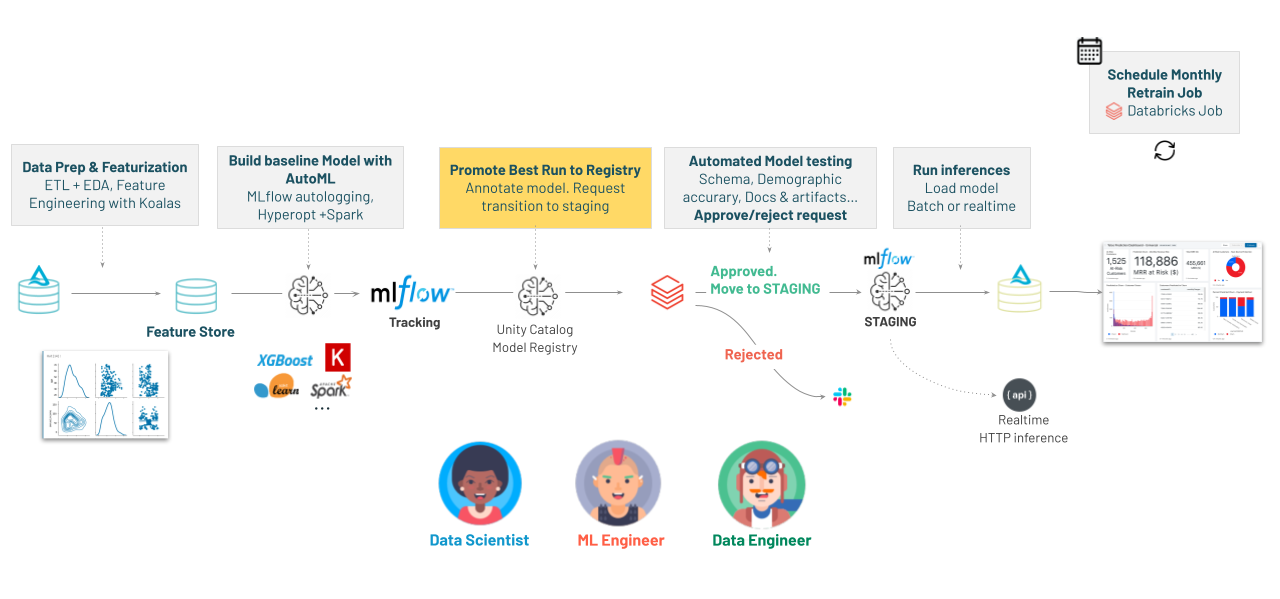 Schedule Monthly
Retrain Job
Databricks Job
Data Prep & Featurization
ETL + EDA, Feature
Engineering with Koalas
Build baseline Model with
AutoML
MLflow autologging,
Hyperopt +Spark
Promote Best Run to Registry
Annotate model. Request
transition to staging
Automated Model testing
Schema, Demographic
accurary, Docs & artifacts...
Approve/reject request
Run inferences
Load model
Batch or realtime
Feature Store
mlflow
Tracking
XGBoost
K
learn
APACHE
Spark
...
Unity Catalog
Model Registry
Approved.
Move to STAGING
Rejected
mlflow
STAGING
{api}
Realtime
HTTP inference
1,525
118,886
MRR at Risk ($)
455,661
Data Scientist
ML Engineer
Data Engineer